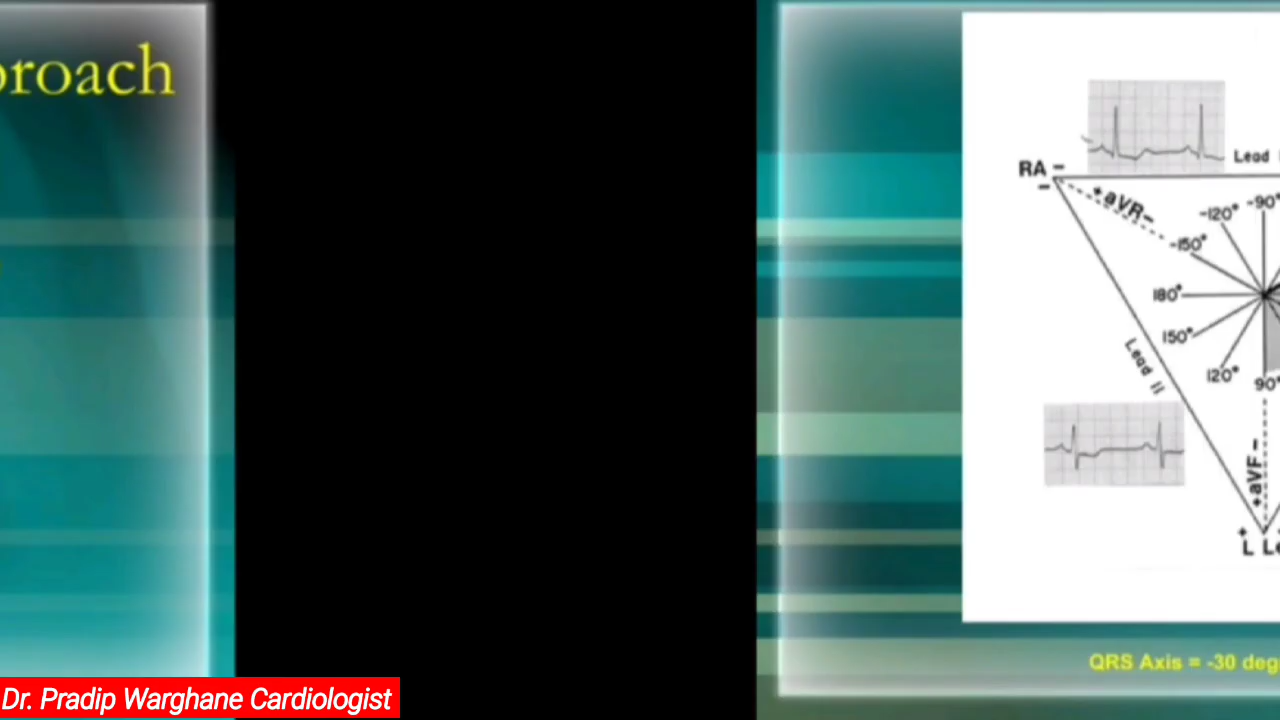 proach
Lead
RA −
−
+aVR−
-120°
-90°
-150°
180°
150°
Lead II
120°
90°
+aVF−
+
L Le
QRS Axis = -30 deg
Dr. Pradip Warghane Cardiologist